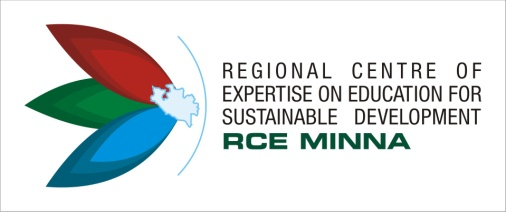 REGIONAL CENTRE OF
EXPERTISE ON EDUCATION FOR
SUSTAINABLE DEVELOPMENT
RCE MINNA